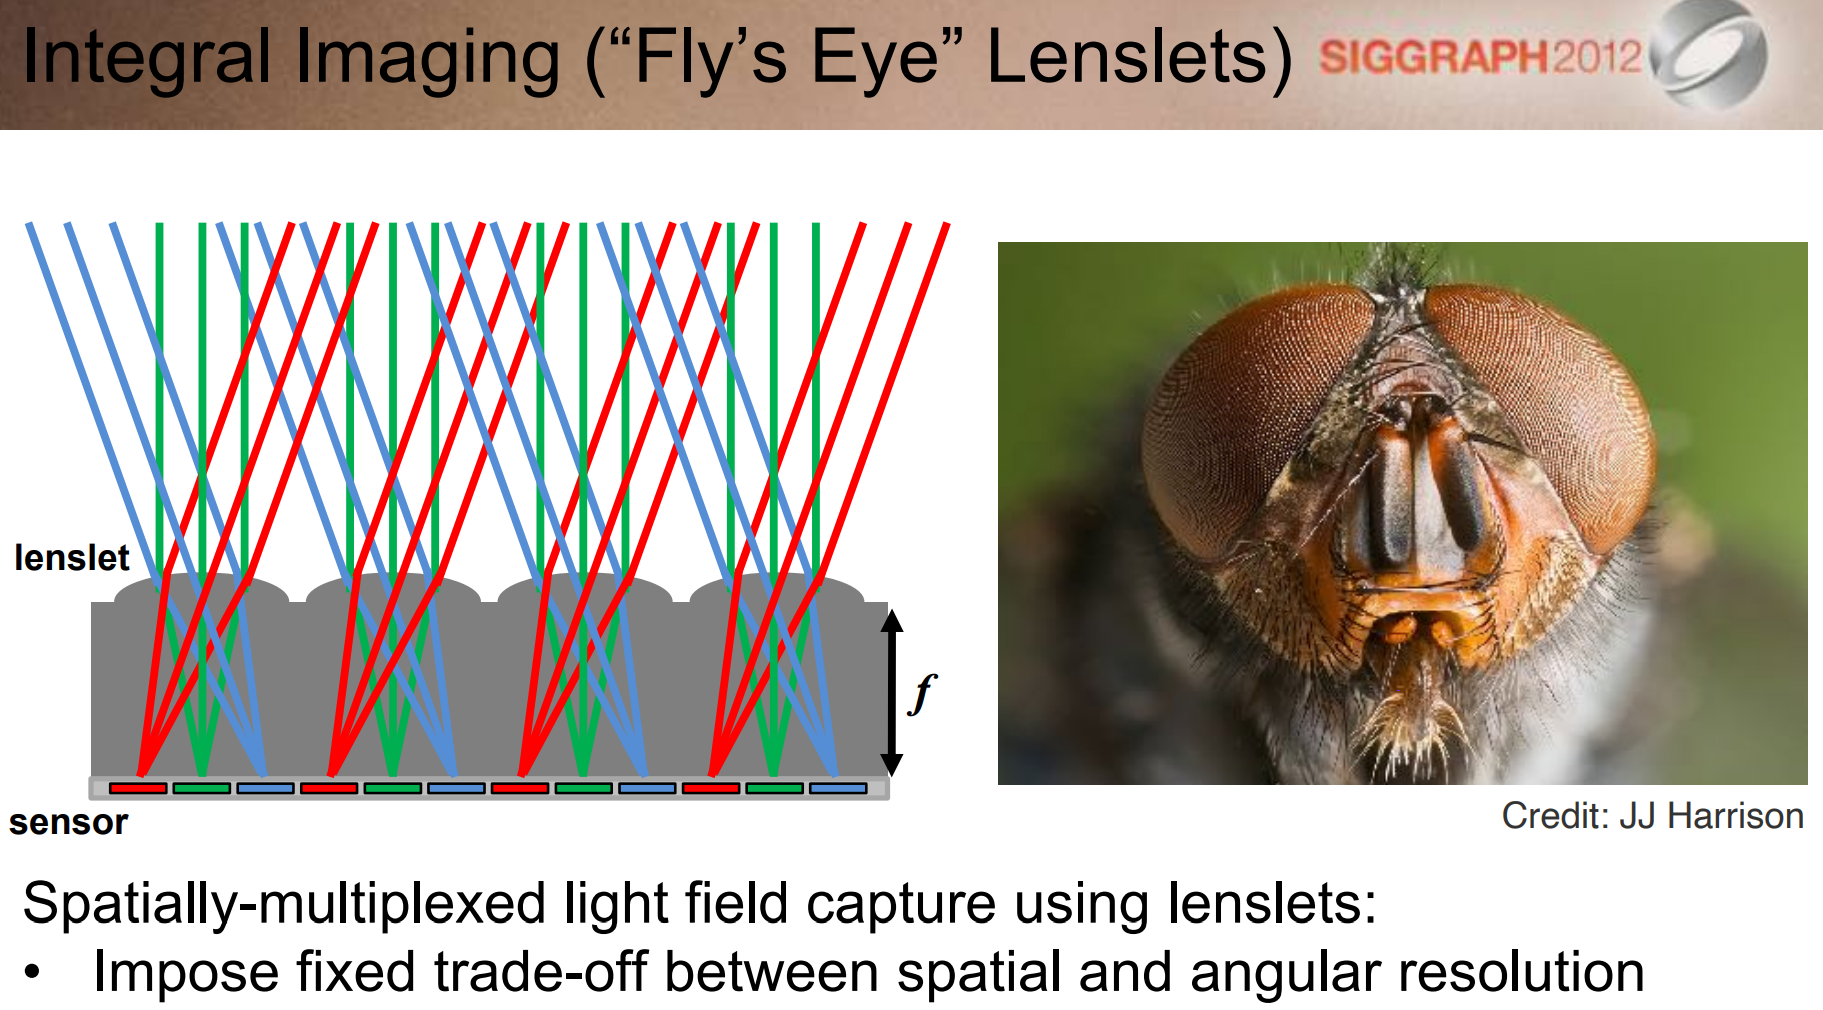 Integral Imaging (“Fly’s Eye” Lenslets) SIGGRAPH2012
lenslet
f
sensor
Credit: JJ Harrison
Spatially-multiplexed light field capture using lenslets:
• Impose fixed trade-off between spatial and angular resolution